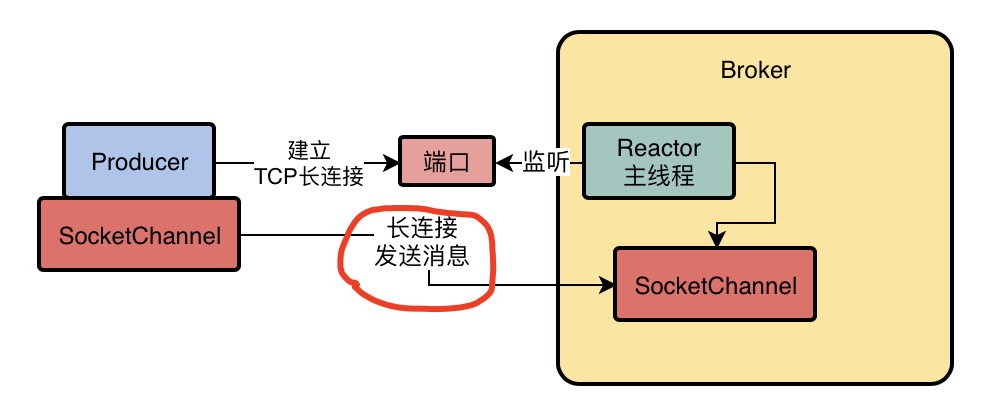 Broker
Producer
建立
TCP长连接
端口
监听
Reactor
主线程
SocketChannel
长连接
发送消息
SocketChannel